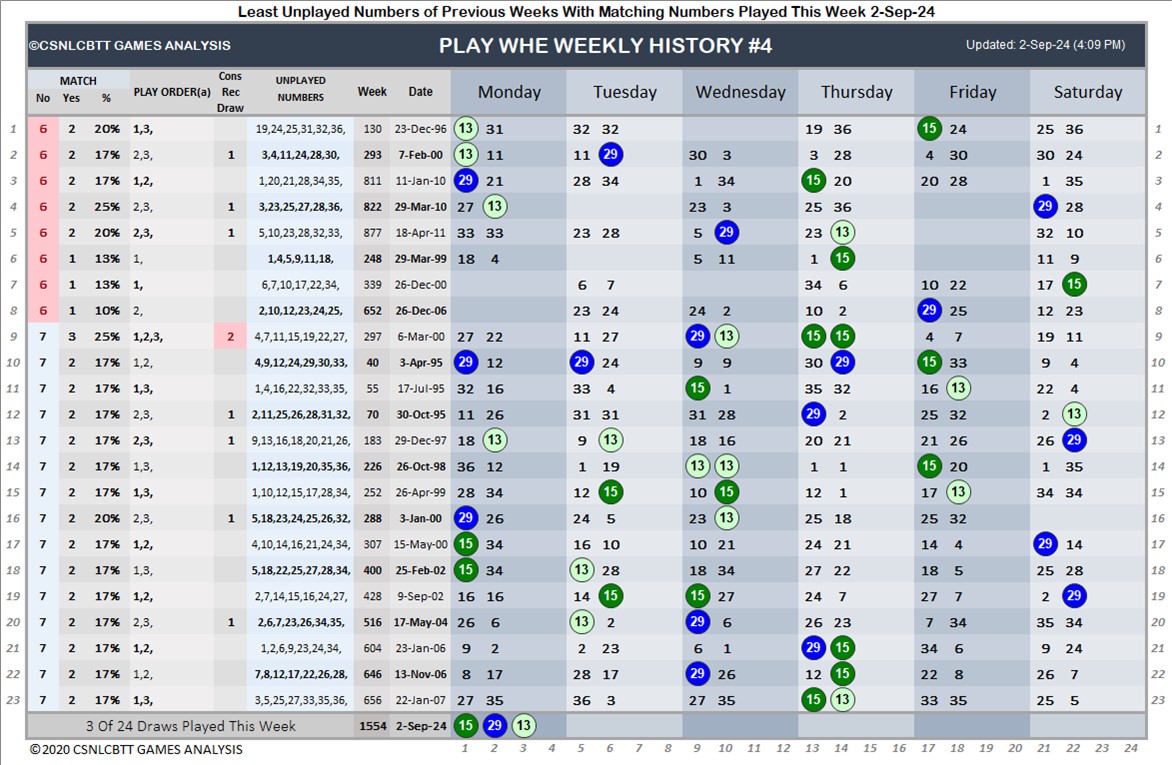 Least Unplayed Numbers of Previous Weeks With Matching Numbers Played This Week 2-Sep-24
©CSNLCBTT GAMES ANALYSIS PLAY WHE WEEKLY HISTORY #4 Updated: 2-Sep-24 (4:09 PM)
MATCH No Yes % PLAY ORDER(a) Cons Rec Draw UNPLAYED NUMBERS Week Date Monday Tuesday Wednesday Thursday Friday Saturday
1 6 2 20% 1,3, 19,24,25,31,32,36, 130 23-Dec-96 13 31 32 32 19 36 15 24 25 36 1
2 6 2 17% 2,3, 1 3,4,11,24,28,30, 293 7-Feb-00 13 11 11 29 30 3 3 28 4 30 30 24 2
3 6 2 17% 1,2, 1,20,21,28,34,35, 811 11-Jan-10 29 21 28 34 1 34 15 20 20 28 1 35 3
4 6 2 25% 2,3, 1 3,23,25,27,28,36, 822 29-Mar-10 27 13 23 3 25 36 29 28 4
5 6 2 20% 2,3, 1 5,10,23,28,32,33, 877 18-Apr-11 33 33 23 28 5 29 23 13 32 10 5
6 6 1 13% 1, 1,4,5,9,11,18, 248 29-Mar-99 18 4 5 11 1 15 11 9 6
7 6 1 13% 1, 6,7,10,17,22,34, 339 26-Dec-00 6 7 34 6 10 22 17 15 7
8 6 1 10% 2, 2,10,12,23,24,25, 652 26-Dec-06 23 24 24 2 10 2 29 25 12 23 8
9 7 3 25% 1,2,3, 2 4,7,11,15,19,22,27, 297 6-Mar-00 27 22 11 27 29 13 15 15 4 7 19 11 9
10 7 2 17% 1,2, 4,9,12,24,29,30,33, 40 3-Apr-95 29 12 29 24 9 9 30 29 15 33 9 4 10
11 7 2 17% 1,3, 1,4,16,22,32,33,35, 55 17-Jul-95 32 16 33 4 15 1 35 32 16 13 22 4 11
12 7 2 17% 2,3, 1 2,11,25,26,28,31,32, 70 30-Oct-95 11 26 31 31 31 28 29 2 25 32 2 13 12
13 7 2 17% 2,3, 1 9,13,16,18,20,21,26, 183 29-Dec-97 18 13 9 13 18 16 20 21 21 26 26 29 13
14 7 2 17% 1,3, 1,12,13,19,20,35,36, 226 26-Oct-98 36 12 1 19 13 13 1 1 15 20 1 35 14
15 7 2 17% 1,3, 1,10,12,15,17,28,34, 252 26-Apr-99 28 34 12 15 10 15 12 1 17 13 34 34 15
16 7 2 20% 2,3, 1 5,18,23,24,25,26,32, 288 3-Jan-00 29 26 24 5 23 13 25 18 25 32 16
17 7 2 17% 1,2, 4,10,14,16,21,24,34, 307 15-May-00 15 34 16 10 10 21 24 21 14 4 29 14 17
18 7 2 17% 1,3, 5,18,22,25,27,28,34, 400 25-Feb-02 15 34 13 28 18 34 27 22 18 5 25 28 18
19 7 2 17% 1,2, 2,7,14,15,16,24,27, 428 9-Sep-02 16 16 14 15 15 27 24 7 27 7 2 29 19
20 7 2 17% 2,3, 1 2,6,7,23,26,34,35, 516 17-May-04 26 6 13 2 29 6 26 23 7 34 35 34 20
21 7 2 17% 1,2, 1,2,6,9,23,24,34, 604 23-Jan-06 9 2 2 23 6 1 29 15 34 6 9 24 21
22 7 2 17% 1,2, 7,8,12,17,22,26,28, 646 13-Nov-06 8 17 28 17 29 26 12 15 22 8 26 7 22
23 7 2 17% 1,3, 3,5,25,27,33,35,36, 656 22-Jan-07 27 35 36 3 27 35 15 13 33 35 25 5 23
3 Of 24 Draws Played This Week 1554 2-Sep-24 15 29 13
©2020 CSNLCBTT GAMES ANALYSIS 1 2 3 4 5 6 7 8 9 10 11 12 13 14 15 16 17 18 19 20 21 22 23 24